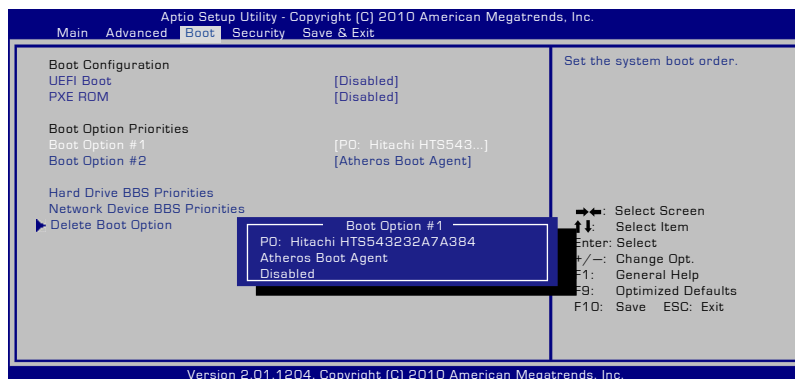 Aptio Setup Utility - Copyright (C) 2010 American Megatrends, Inc.
Main Advanced Boot Security Save & Exit
Boot Configuration
UEFI Boot [Disabled]
PXE ROM [Disabled]
Boot Option Priorities
Boot Option #1 [P0: Hitachi HTS543...]
Boot Option #2 [Atheros Boot Agent]
Hard Drive BBS Priorities
Network Device BBS Priorities
Delete Boot Option
Boot Option #1
P0: Hitachi HTS543232A7A384
Atheros Boot Agent
Disabled
Set the system boot order.
→←: Select Screen
↑↓: Select Item
Enter: Select
+/—: Change Opt.
F1: General Help
F9: Optimized Defaults
F10: Save ESC: Exit
Version 2.01.1204. Copyright (C) 2010 American Megatrends, Inc.